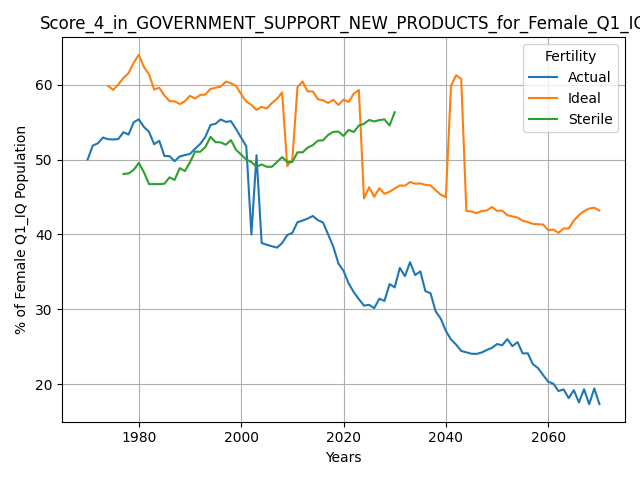 Score_4_in_GOVERNMENT_SUPPORT_NEW_PRODUCTS_for_Female_Q1_IQ
Fertility
Actual
Ideal
Sterile
% of Female Q1_IQ Population
60
50
40
30
20
1980
2000
2020
2040
2060
Years